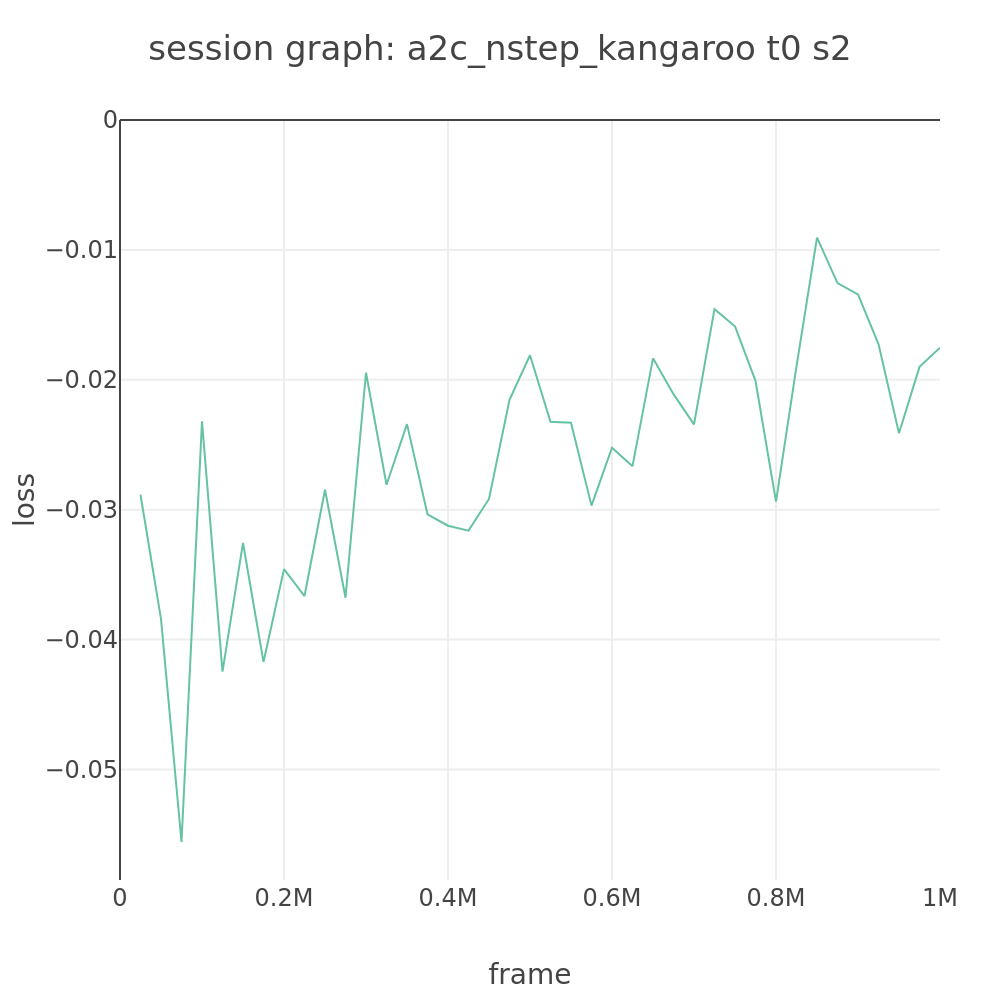 session graph: a2c_nstep_kangaroo t0 s2
0
−0.01
−0.02
−0.03
−0.04
−0.05
loss
0
0.2M
0.4M
0.6M
0.8M
1M
frame